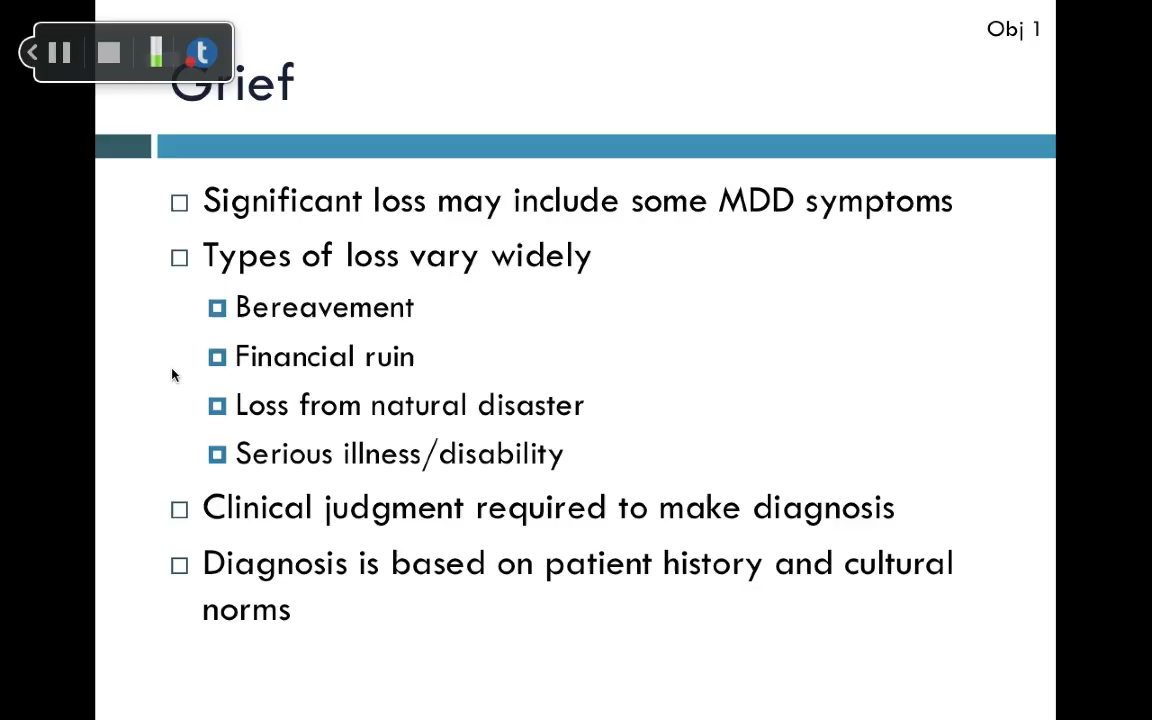 Obj 1
Grief
Significant loss may include some MDD symptoms
Types of loss vary widely
Bereavement
Financial ruin
Loss from natural disaster
Serious illness/disability
Clinical judgment required to make diagnosis
Diagnosis is based on patient history and cultural
norms